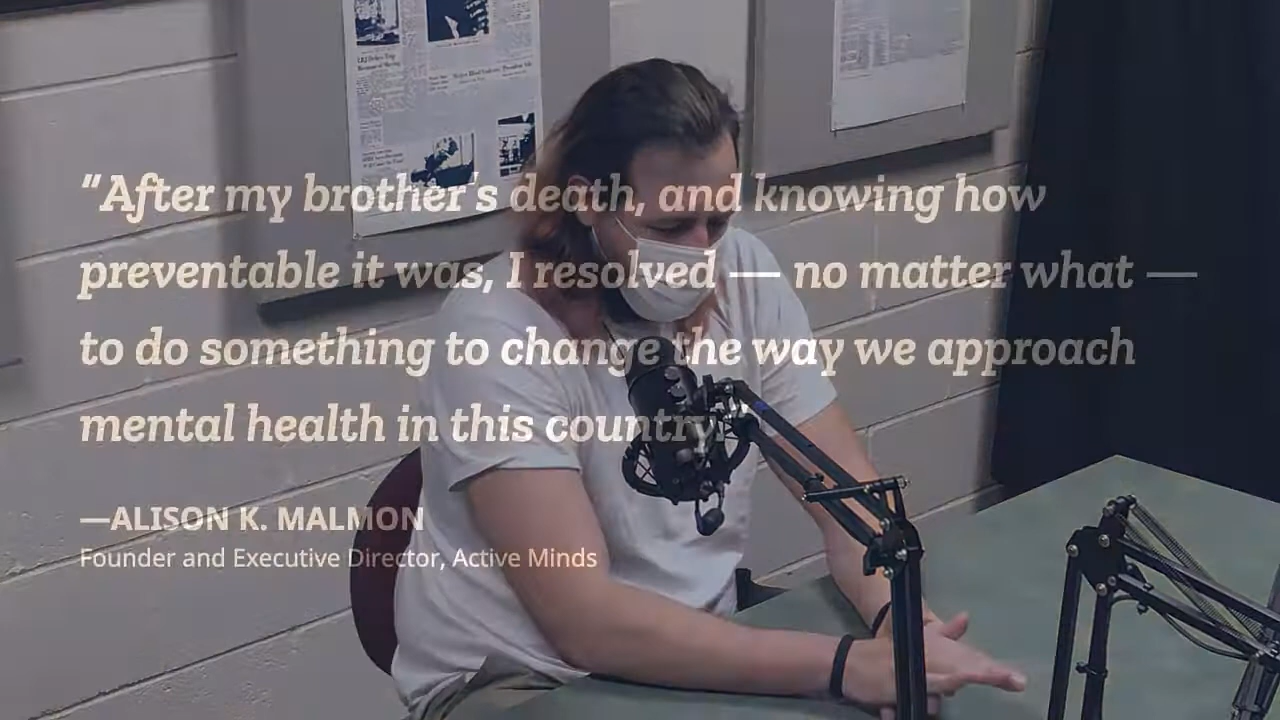 "After my brother's death, and knowing how
preventable it was, I resolved — no matter what —
to do something to change the way we approach
mental health in this country.
—ALISON K. MALMON
Founder and Executive Director, Active Minds